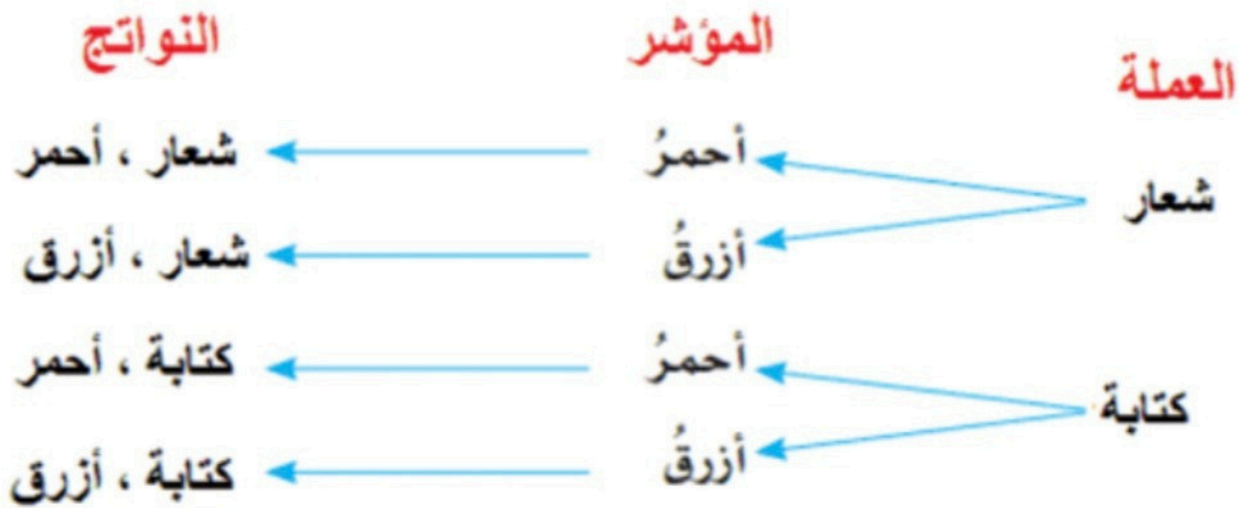 العملة
المؤشر
النواتج
شعار
أحمرُ
شعار ، أحمر
أزرقُ
شعار ، أزرق
كتابة
أحمرُ
كتابة ، أحمر
أزرقُ
كتابة ، أزرق